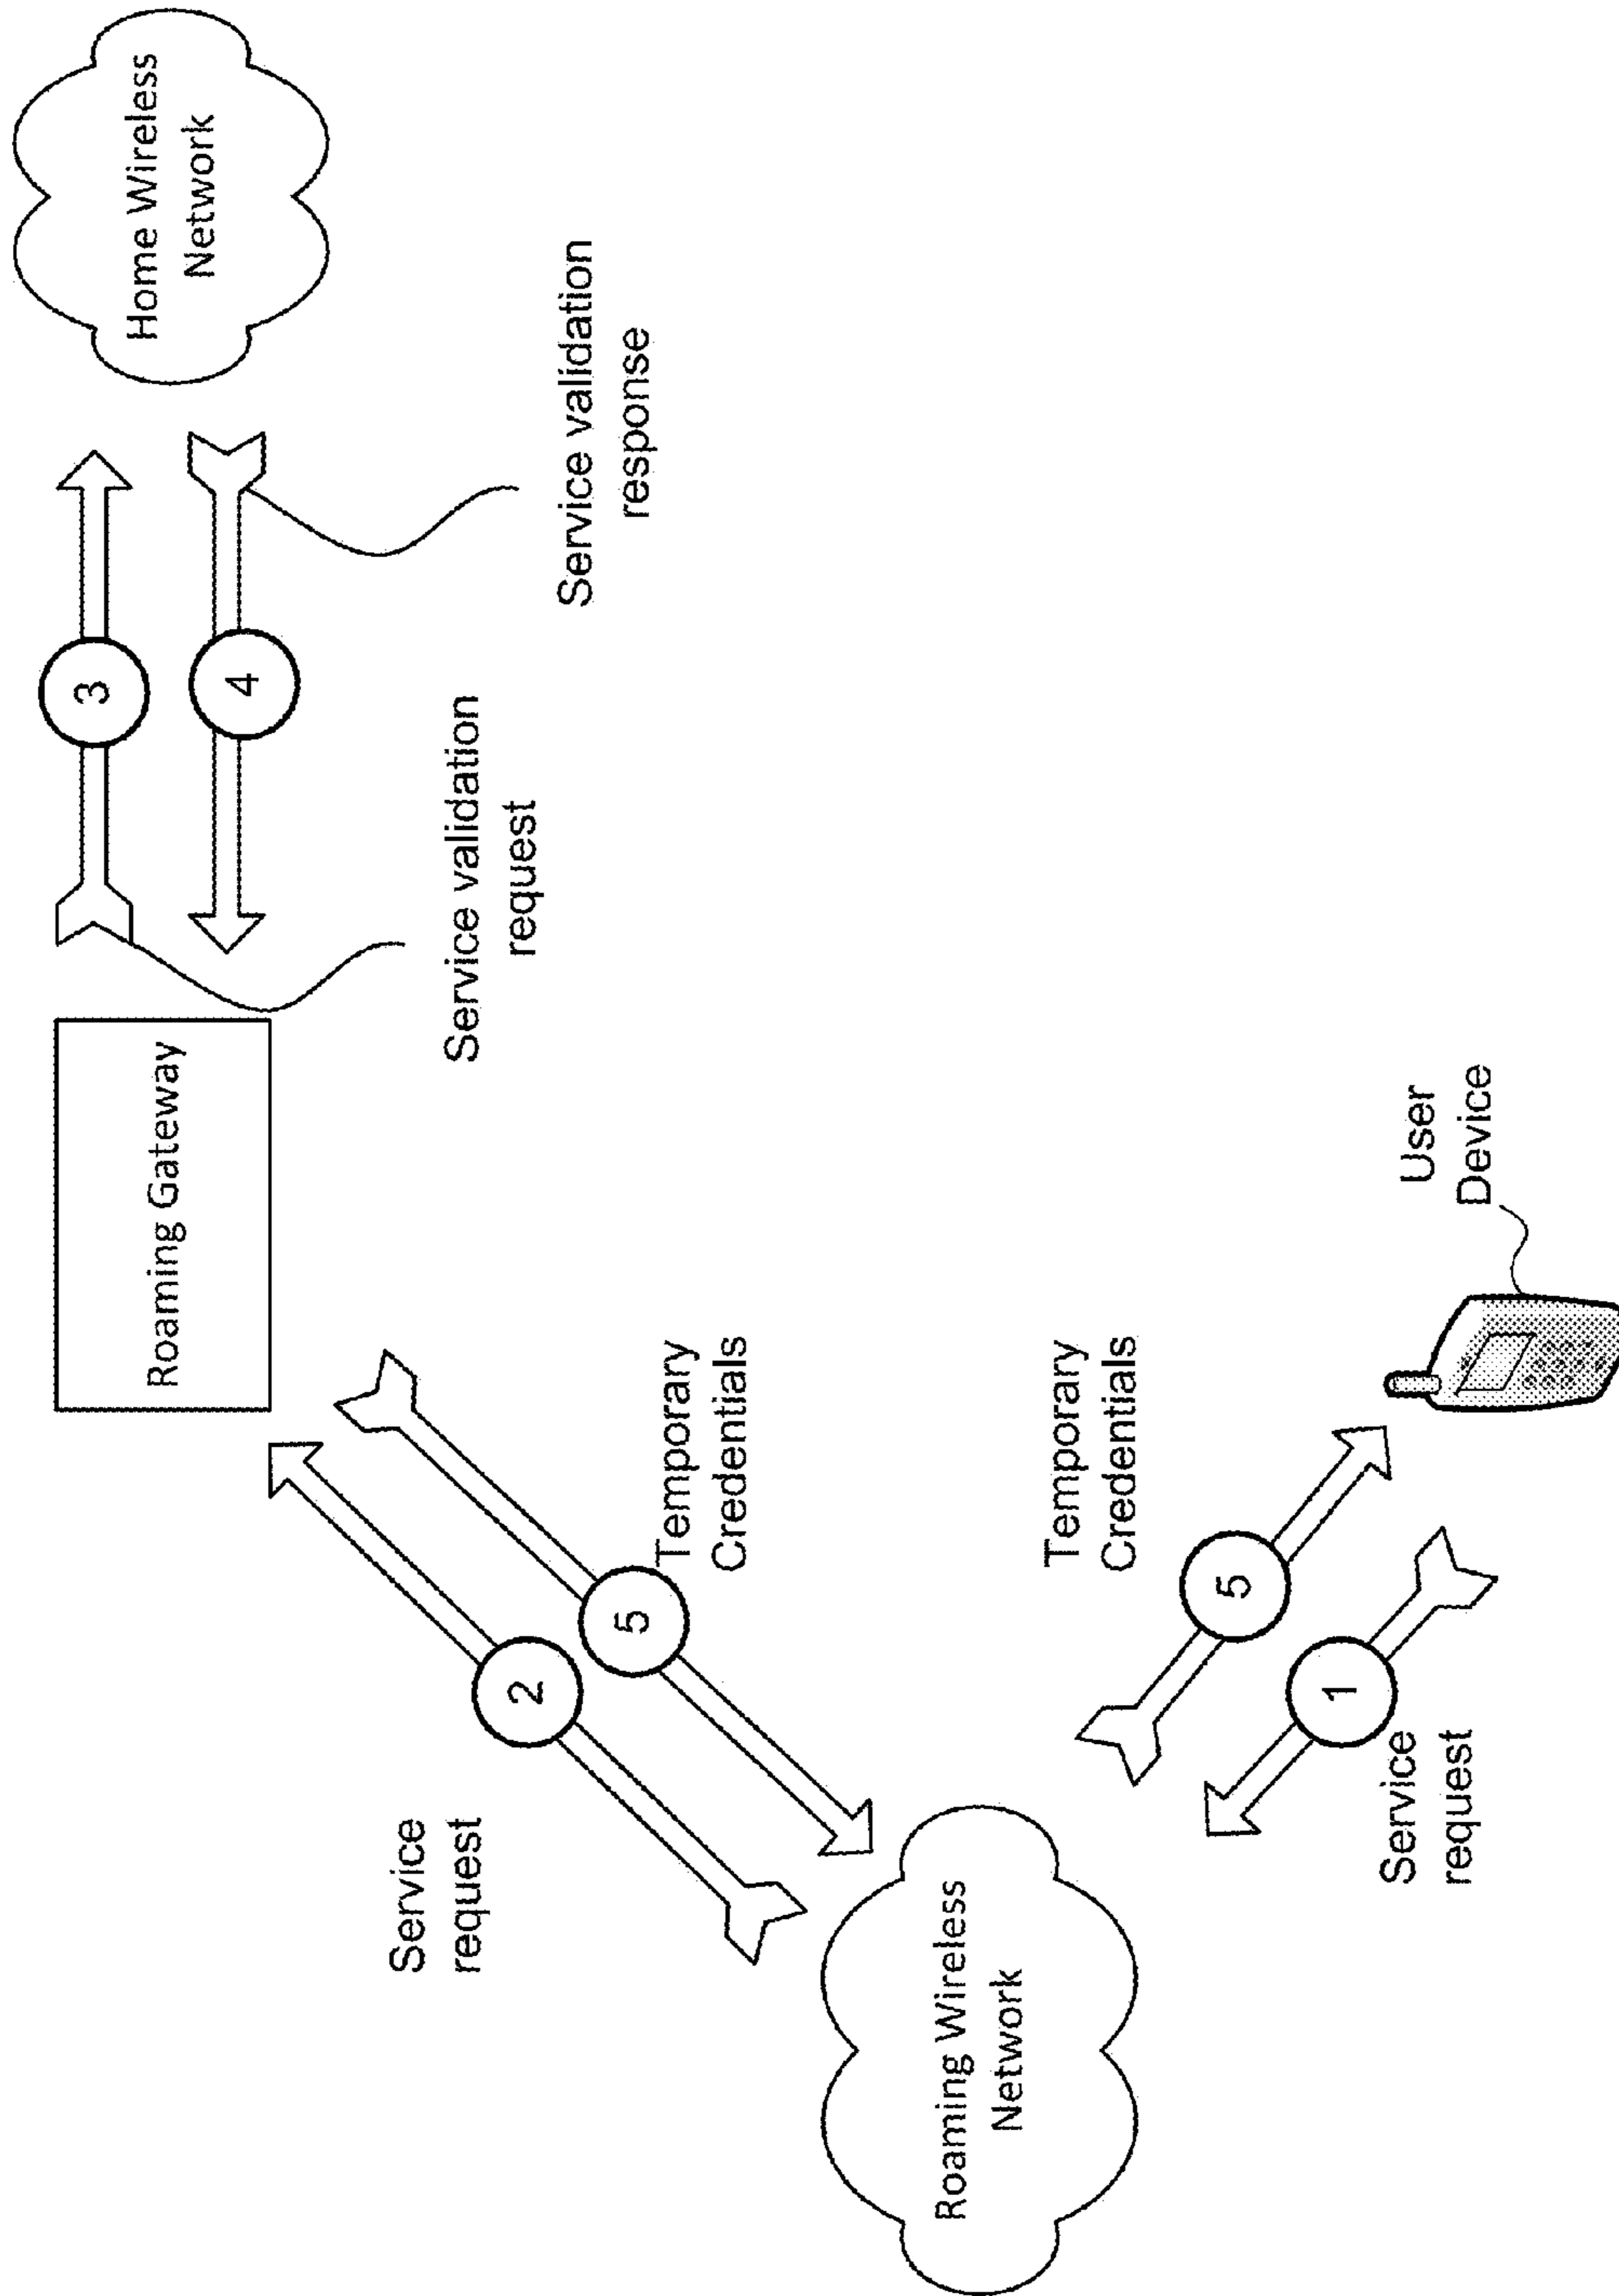 Home Wireless
Network
3
4
Service validation
response
Roaming Gateway
Service validation
request
Service
request
2
5
Temporary
Credentials
Roaming Wireless
Network
Temporary
Credentials
5
1
Service
request
User
Device